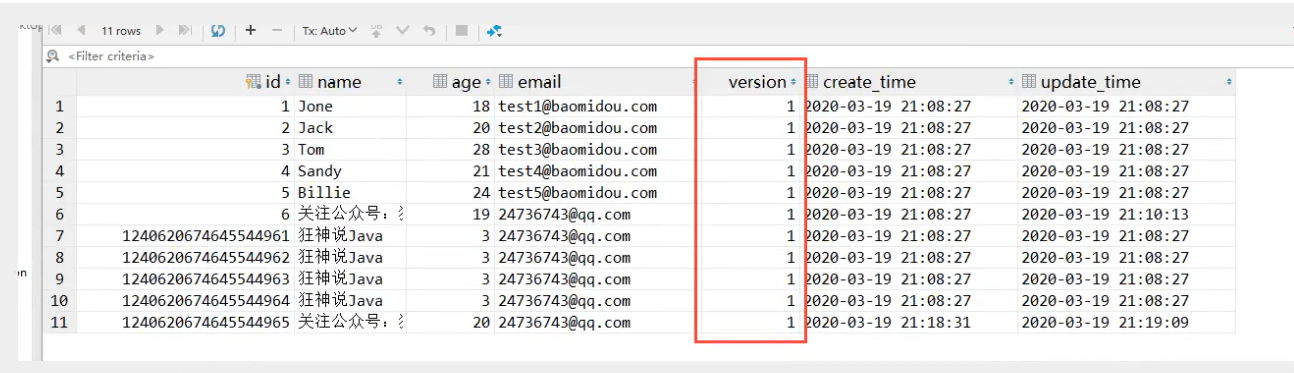 11 rows Tx: Auto
<Filter criteria>
id name age email version create_time update_time
1 1 Jone 18 test1@baomidou.com 1 2020-03-19 21:08:27 2020-03-19 21:08:27
2 2 Jack 20 test2@baomidou.com 1 2020-03-19 21:08:27 2020-03-19 21:08:27
3 3 Tom 28 test3@baomidou.com 1 2020-03-19 21:08:27 2020-03-19 21:08:27
4 4 Sandy 21 test4@baomidou.com 1 2020-03-19 21:08:27 2020-03-19 21:08:27
5 5 Billie 24 test5@baomidou.com 1 2020-03-19 21:08:27 2020-03-19 21:08:27
6 6 关注公众号: 19 24736743@qq.com 1 2020-03-19 21:08:27 2020-03-19 21:10:13
7 1240620674645544961 狂神说Java 3 24736743@qq.com 1 2020-03-19 21:08:27 2020-03-19 21:08:27
8 1240620674645544962 狂神说Java 3 24736743@qq.com 1 2020-03-19 21:08:27 2020-03-19 21:08:27
9 1240620674645544963 狂神说Java 3 24736743@qq.com 1 2020-03-19 21:08:27 2020-03-19 21:08:27
10 1240620674645544964 狂神说Java 3 24736743@qq.com 1 2020-03-19 21:08:27 2020-03-19 21:08:27
11 1240620674645544965 关注公众号: 20 24736743@qq.com 1 2020-03-19 21:18:31 2020-03-19 21:19:09
on